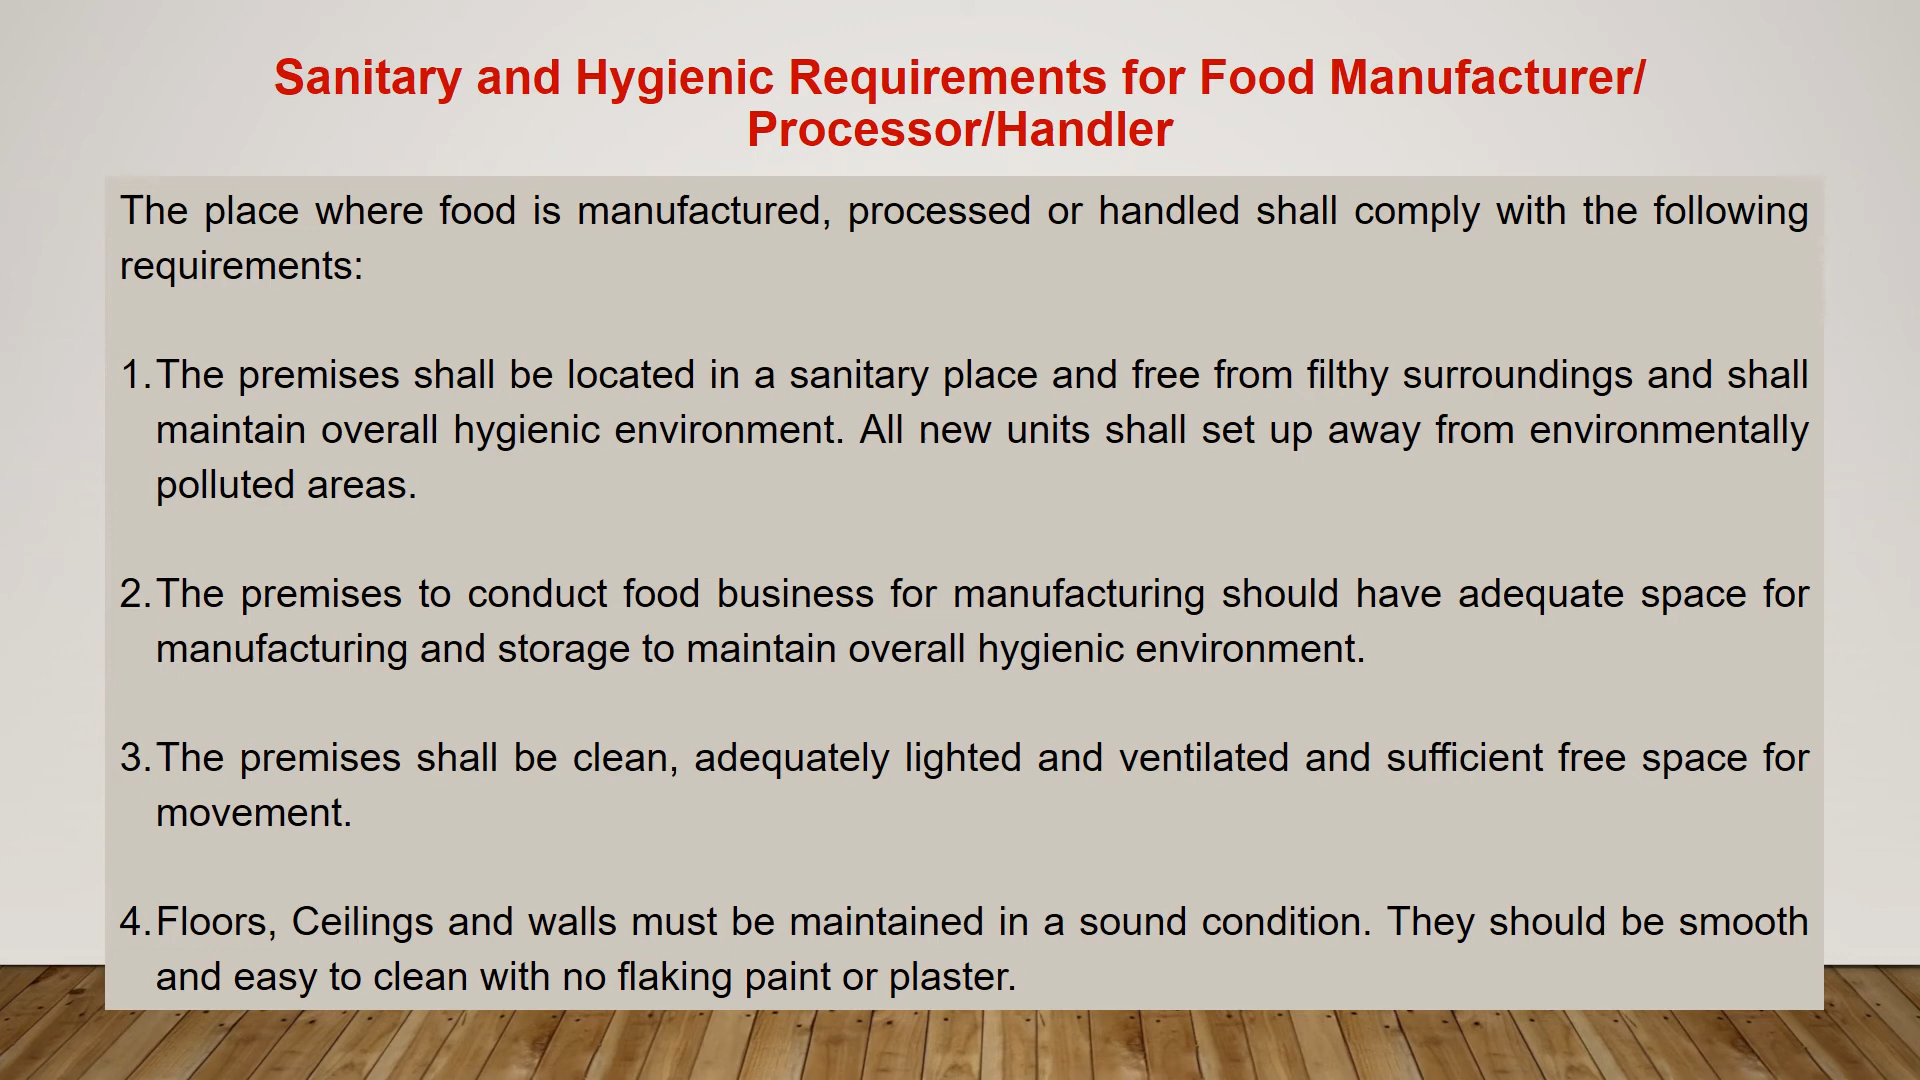 Sanitary and Hygienic Requirements for Food Manufacturer/
Processor/Handler
The place where food is manufactured, processed or handled shall comply with the following
requirements:
1. The premises shall be located in a sanitary place and free from filthy surroundings and shall
maintain overall hygienic environment. All new units shall set up away from environmentally
polluted areas.
2. The premises to conduct food business for manufacturing should have adequate space for
manufacturing and storage to maintain overall hygienic environment.
3. The premises shall be clean, adequately lighted and ventilated and sufficient free space for
movement.
4. Floors, Ceilings and walls must be maintained in a sound condition. They should be smooth
and easy to clean with no flaking paint or plaster.